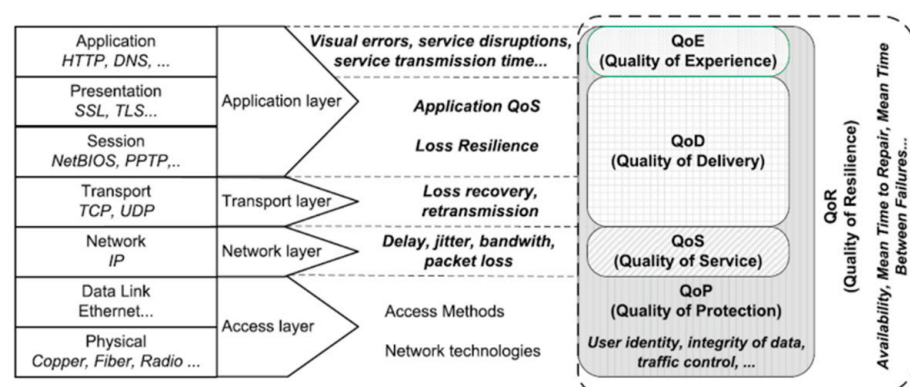 Application
HTTP, DNS, ...
Presentation
SSL, TLS...
Session
NetBIOS, PPTP,..
Transport
TCP, UDP
Network
IP
Data Link
Ethernet...
Physical
Copper, Fiber, Radio ...
Application layer
Transport layer
Network layer
Access layer
Visual errors, service disruptions,
service transmission time...
Application QoS
Loss Resilience
Loss recovery,
retransmission
Delay, jitter, bandwith,
packet loss
Access Methods
Network technologies
QoE
(Quality of Experience)
QoD
(Quality of Delivery)
QoS
(Quality of Service)
QoP
(Quality of Protection)
User identity, integrity of data,
traffic control, ...
QoR
(Quality of Resilience)
Availability, Mean Time to Repair, Mean Time
Between Failures...